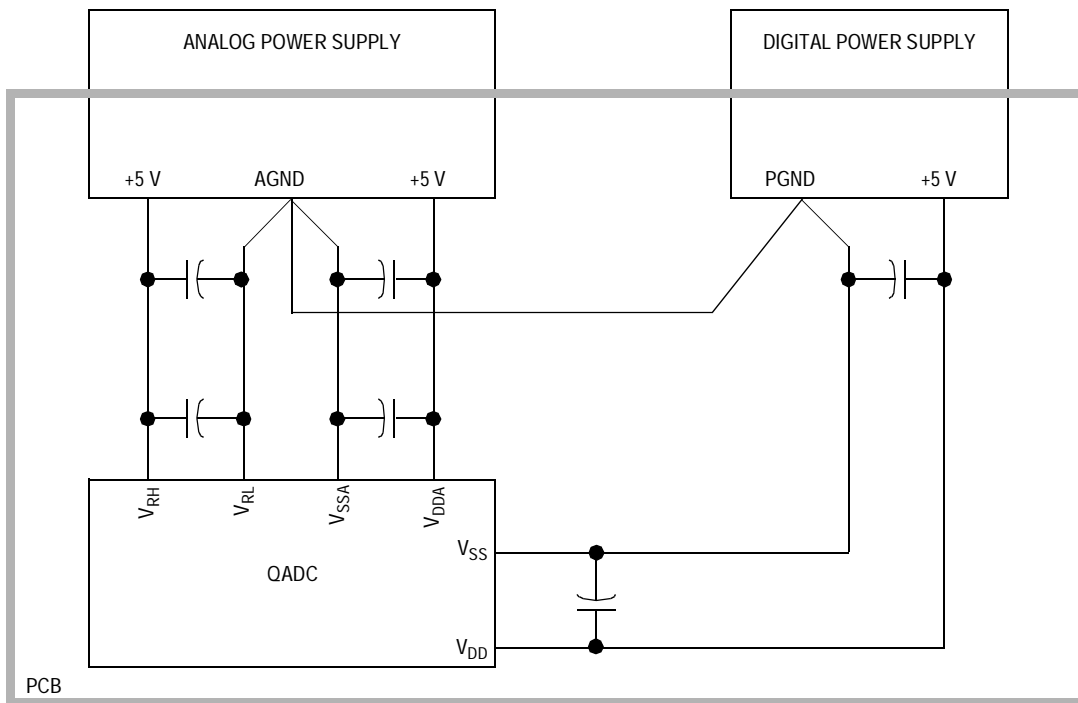 ANALOG POWER SUPPLY
DIGITAL POWER SUPPLY
+5 V AGND +5 V
PGND +5 V
VRH VRL VSSA VDDA
VSS
QADC
VDD
PCB